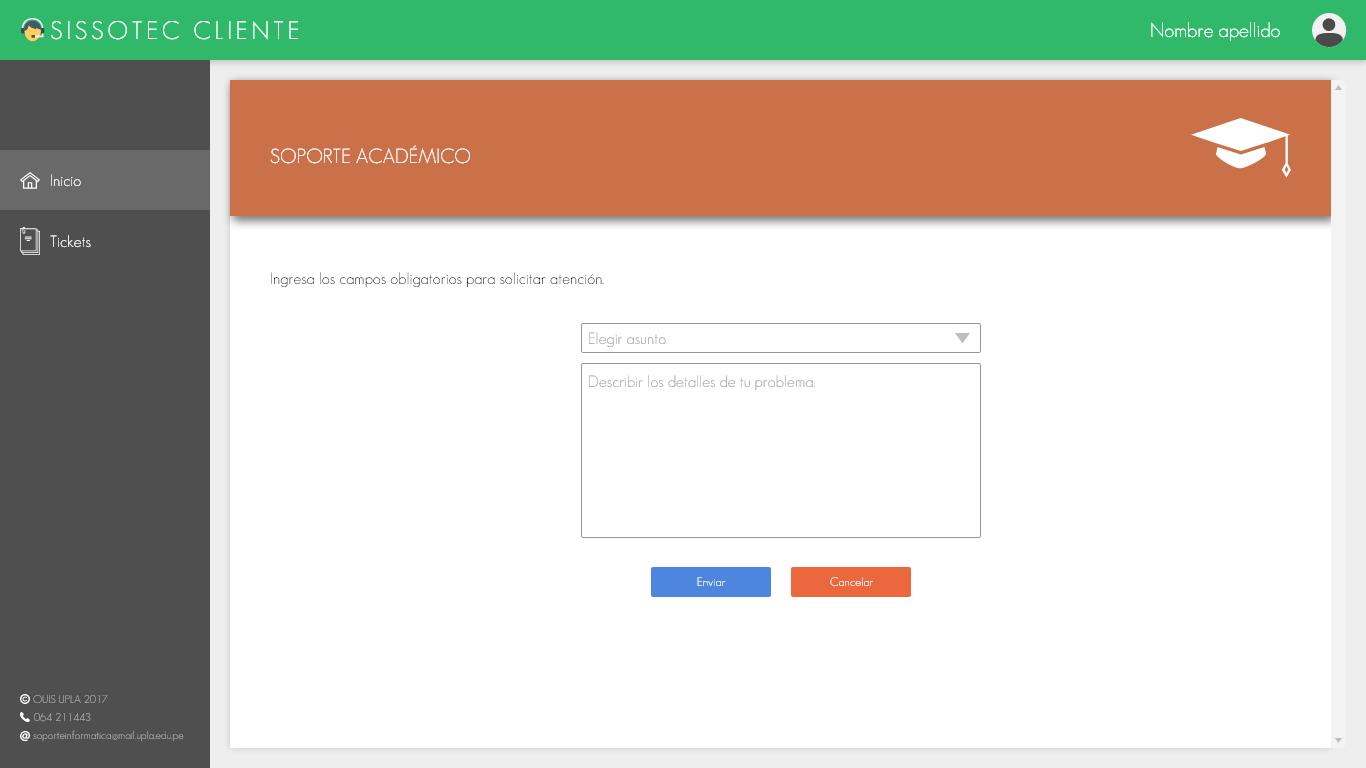 SISSOTEC CLIENTE
Nombre apellido
Inicio
Tickets
SOPORTE ACADÉMICO
Ingresa los campos obligatorios para solicitar atención.
Elegir asunto
Describir los detalles de tu problema.
Enviar
Cancelar
© OUIS UPLA 2017
064 211443
soporteinformatica@mail.upla.edu.pe